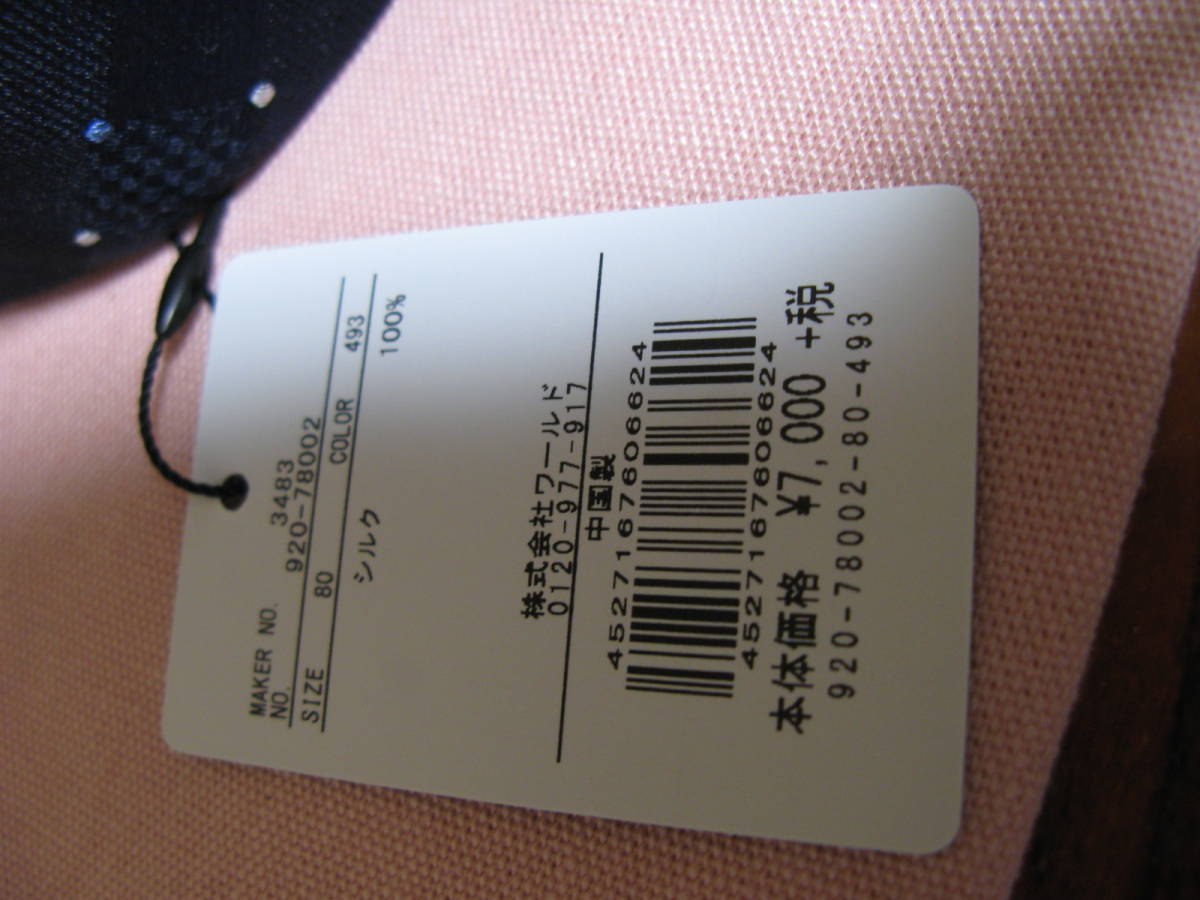 MAKER NO. 3483
NO. 920-78002
SIZE 80 COLOR 493
シルク 100%
株式会社ワールド
0120-977-917
中国製
4527167806624
4527167806624
本体価格 ¥7,000 +税
920-78002-80-493